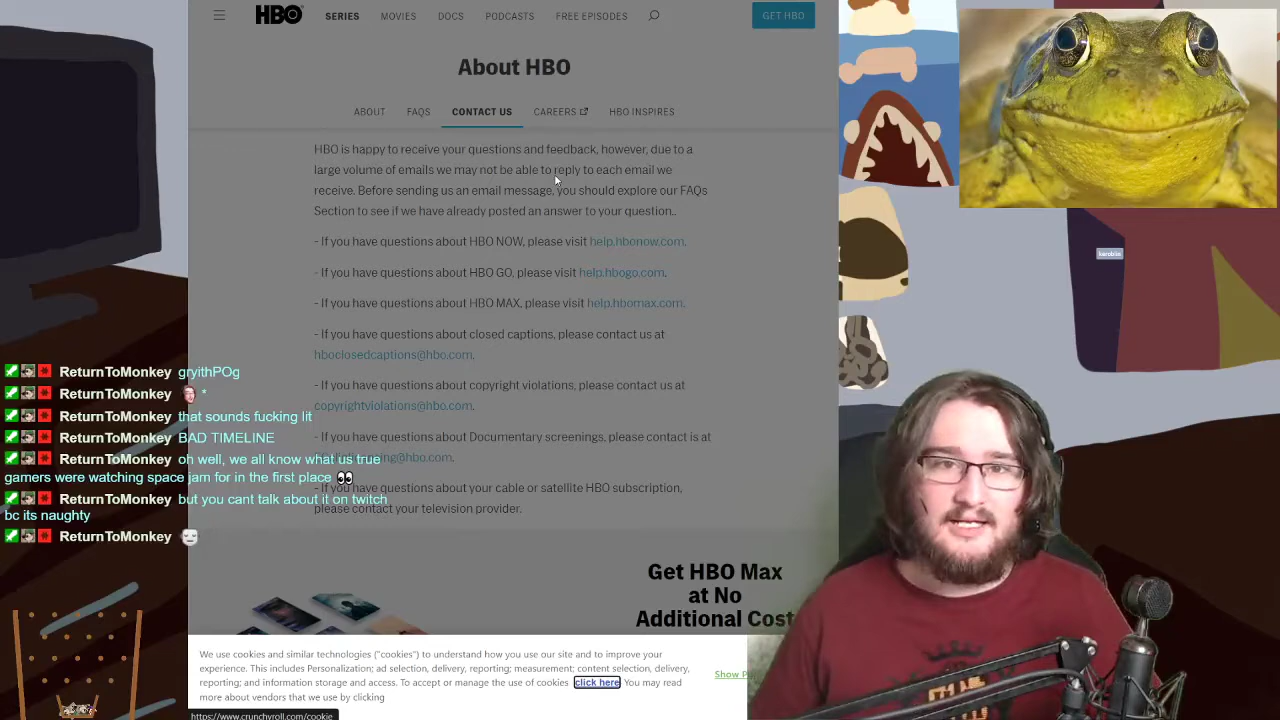 HBO
SERIES
MOVIES
DOCS
PODCASTS
FREE EPISODES
GET HBO
About HBO
ABOUT
FAQS
CONTACT US
CAREERS
HBO INSPIRES
HBO is happy to receive your questions and feedback, however, due to a
large volume of emails we may not be able to reply to each email we
receive. Before sending us an email message, you should explore our FAQs
Section to see if we have already posted an answer to your question..
- If you have questions about HBO NOW, please visit help.hbonow.com.
- If you have questions about HBO GO, please visit help.hbogo.com.
- If you have questions about HBO MAX, please visit help.hbomax.com.
- If you have questions about closed captions, please contact us at
hboclosedcaptions@hbo.com.
- If you have questions about copyright violations, please contact us at
copyrightviolations@hbo.com.
- If you have questions about Documentary screenings, please contact is at
@hbo.com.
- If you have questions about your cable or satellite HBO subscription,
please contact your television provider.
Get HBO Max
at No
Additional Cost
We use cookies and similar technologies ("cookies") to understand how you use our site and to improve your
experience. This includes Personalization; ad selection, delivery, reporting; measurement; content selection, delivery,
reporting; and information storage and access. To accept or manage the use of cookies click here You may read
more about vendors that we use by clicking
Show
https://www.crunchyroll.com/cookie
ReturnToMonkey gryithPOg
ReturnToMonkey *
ReturnToMonkey that sounds fucking lit
ReturnToMonkey BAD TIMELINE
ReturnToMonkey oh well, we all know what us true
gamers were watching space jam for in the first place 👀
ReturnToMonkey but you cant talk about it on twitch
bc its naughty
ReturnToMonkey